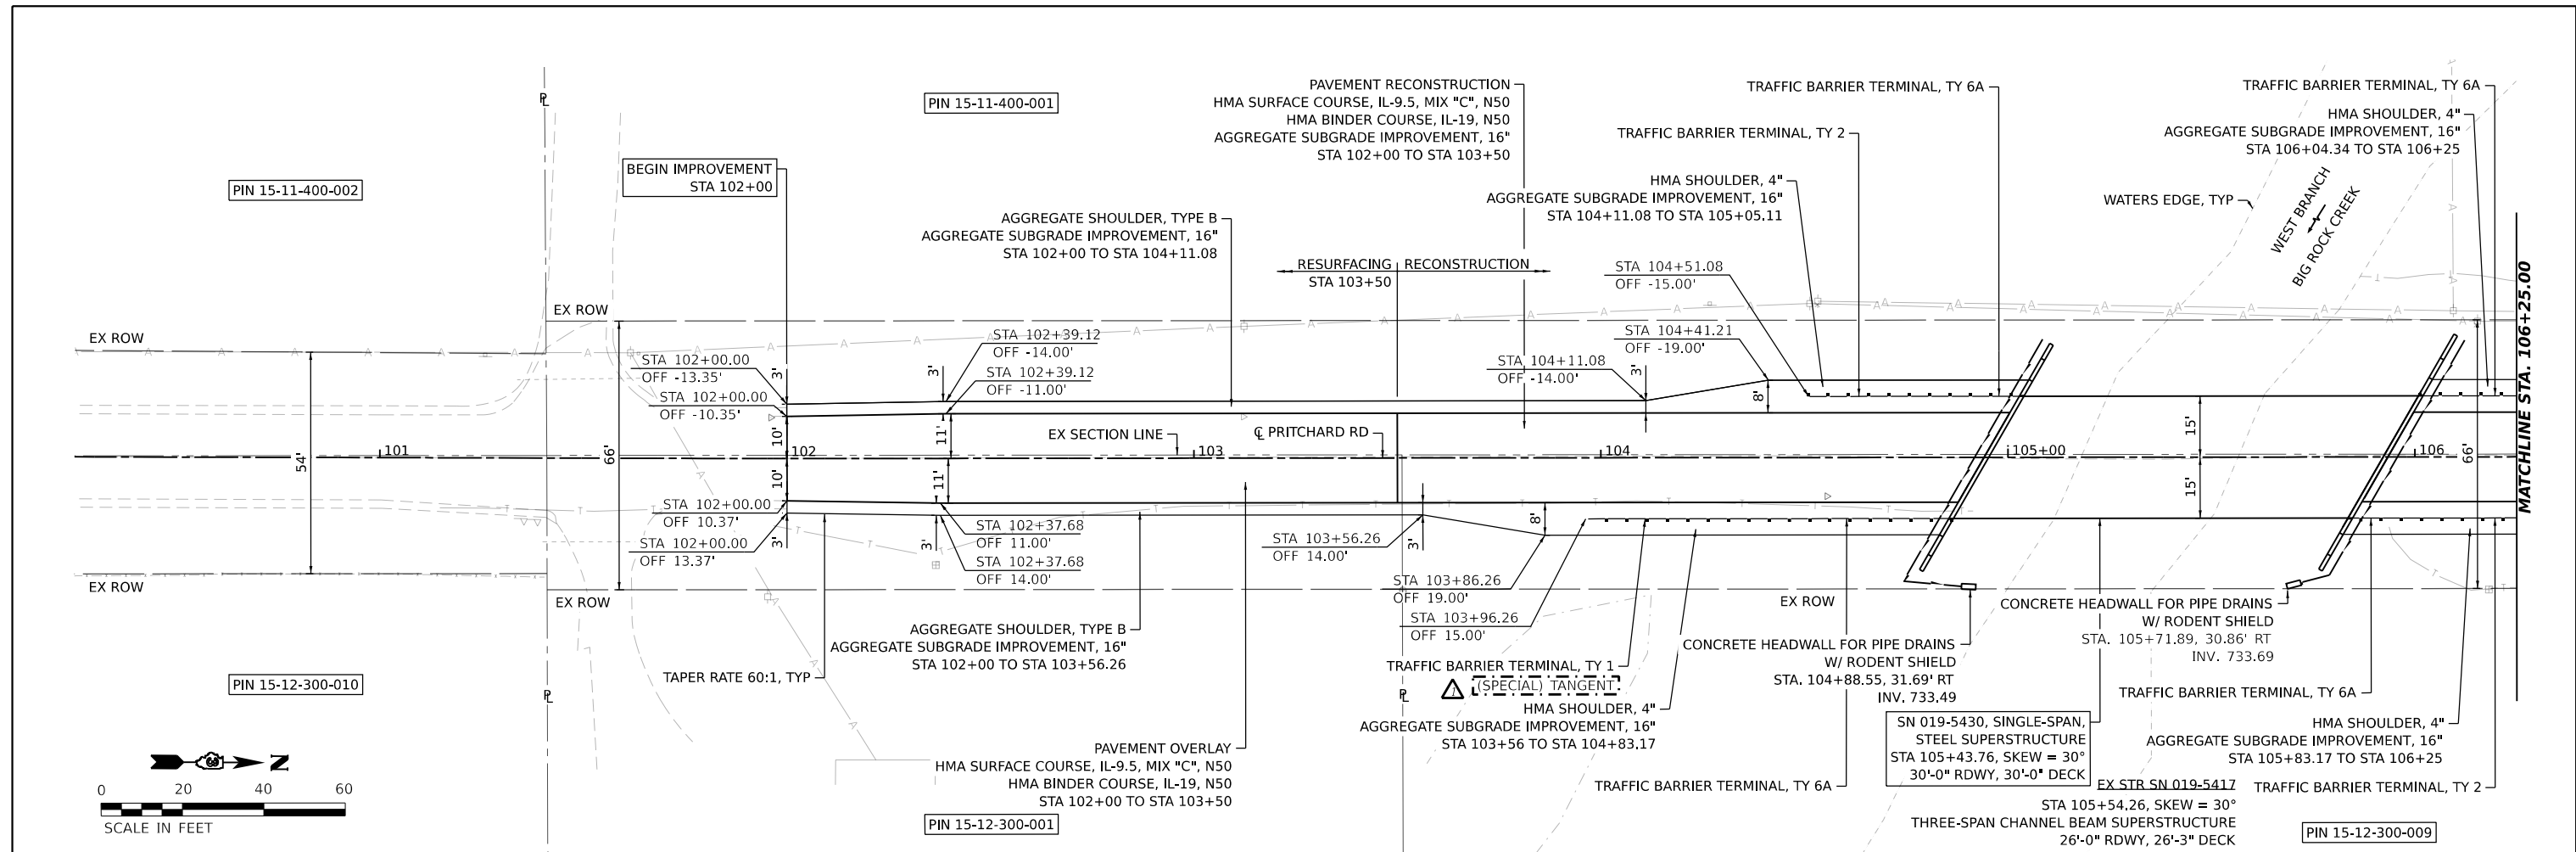 PIN 15-11-400-002
PIN 15-11-400-001
BEGIN IMPROVEMENT
STA 102+00
AGGREGATE SHOULDER, TYPE B
AGGREGATE SUBGRADE IMPROVEMENT, 16"
STA 102+00 TO STA 104+11.08
PAVEMENT RECONSTRUCTION
HMA SURFACE COURSE, IL-9.5, MIX "C", N50
HMA BINDER COURSE, IL-19, N50
AGGREGATE SUBGRADE IMPROVEMENT, 16"
STA 102+00 TO STA 103+50
RESURFACING
RECONSTRUCTION
STA 103+50
TRAFFIC BARRIER TERMINAL, TY 6A
TRAFFIC BARRIER TERMINAL, TY 2
HMA SHOULDER, 4"
AGGREGATE SUBGRADE IMPROVEMENT, 16"
STA 104+11.08 TO STA 105+05.11
TRAFFIC BARRIER TERMINAL, TY 6A
HMA SHOULDER, 4"
AGGREGATE SUBGRADE IMPROVEMENT, 16"
STA 106+04.34 TO STA 106+25
WATERS EDGE, TYP
WEST BRANCH
BIG ROCK CREEK
MATCHLINE STA. 106+25.00
EX ROW
EX ROW
STA 102+00.00
OFF -13.35'
STA 102+00.00
OFF -10.35'
STA 102+39.12
OFF -14.00'
STA 102+39.12
OFF -11.00'
STA 104+11.08
OFF -14.00'
STA 104+51.08
OFF -15.00'
STA 104+41.21
OFF -19.00'
3'
3'
3'
8'
54'
66'
10'
10'
11'
11'
15'
15'
66'
EX SECTION LINE
℄ PRITCHARD RD
101
102
103
104
105+00
106
STA 102+00.00
OFF 10.37'
STA 102+00.00
OFF 13.37'
STA 102+37.68
OFF 11.00'
STA 102+37.68
OFF 14.00'
STA 103+56.26
OFF 14.00'
STA 103+86.26
OFF 19.00'
STA 103+96.26
OFF 15.00'
3'
3'
3'
8'
EX ROW
EX ROW
EX ROW
TAPER RATE 60:1, TYP
AGGREGATE SHOULDER, TYPE B
AGGREGATE SUBGRADE IMPROVEMENT, 16"
STA 102+00 TO STA 103+56.26
PAVEMENT OVERLAY
HMA SURFACE COURSE, IL-9.5, MIX "C", N50
HMA BINDER COURSE, IL-19, N50
STA 102+00 TO STA 103+50
TRAFFIC BARRIER TERMINAL, TY 1
1
(SPECIAL) TANGENT
HMA SHOULDER, 4"
AGGREGATE SUBGRADE IMPROVEMENT, 16"
STA 103+56 TO STA 104+83.17
TRAFFIC BARRIER TERMINAL, TY 6A
CONCRETE HEADWALL FOR PIPE DRAINS
W/ RODENT SHIELD
STA. 104+88.55, 31.69' RT
INV. 733.49
CONCRETE HEADWALL FOR PIPE DRAINS
W/ RODENT SHIELD
STA. 105+71.89, 30.86' RT
INV. 733.69
SN 019-5430, SINGLE-SPAN,
STEEL SUPERSTRUCTURE
STA 105+43.76, SKEW = 30°
30'-0" RDWY, 30'-0" DECK
EX STR SN 019-5417
STA 105+54.26, SKEW = 30°
THREE-SPAN CHANNEL BEAM SUPERSTRUCTURE
26'-0" RDWY, 26'-3" DECK
TRAFFIC BARRIER TERMINAL, TY 6A
HMA SHOULDER, 4"
AGGREGATE SUBGRADE IMPROVEMENT, 16"
STA 105+83.17 TO STA 106+25
TRAFFIC BARRIER TERMINAL, TY 2
PIN 15-12-300-010
PIN 15-12-300-001
PIN 15-12-300-009
N
0 20 40 60
SCALE IN FEET